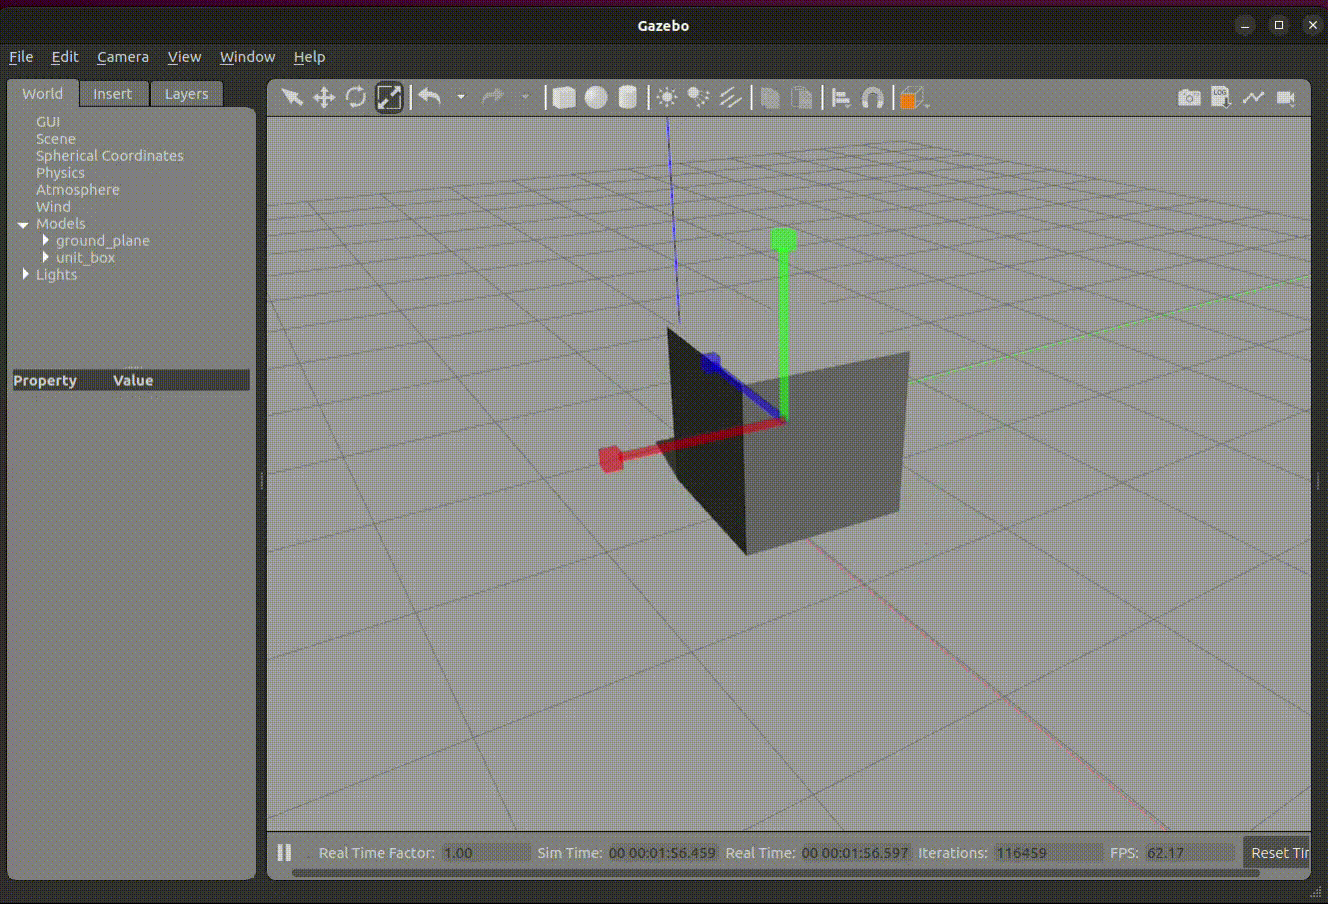 Gazebo
File Edit Camera View Window Help
World Insert Layers
LOG
GUI
Scene
Spherical Coordinates
Physics
Atmosphere
Wind
Models
ground_plane
unit_box
Lights
Property Value
Real Time Factor: 1.00 Sim Time: 00 00:01:56.459 Real Time: 00 00:01:56.597 Iterations: 116459 FPS: 62.17 Reset Tir